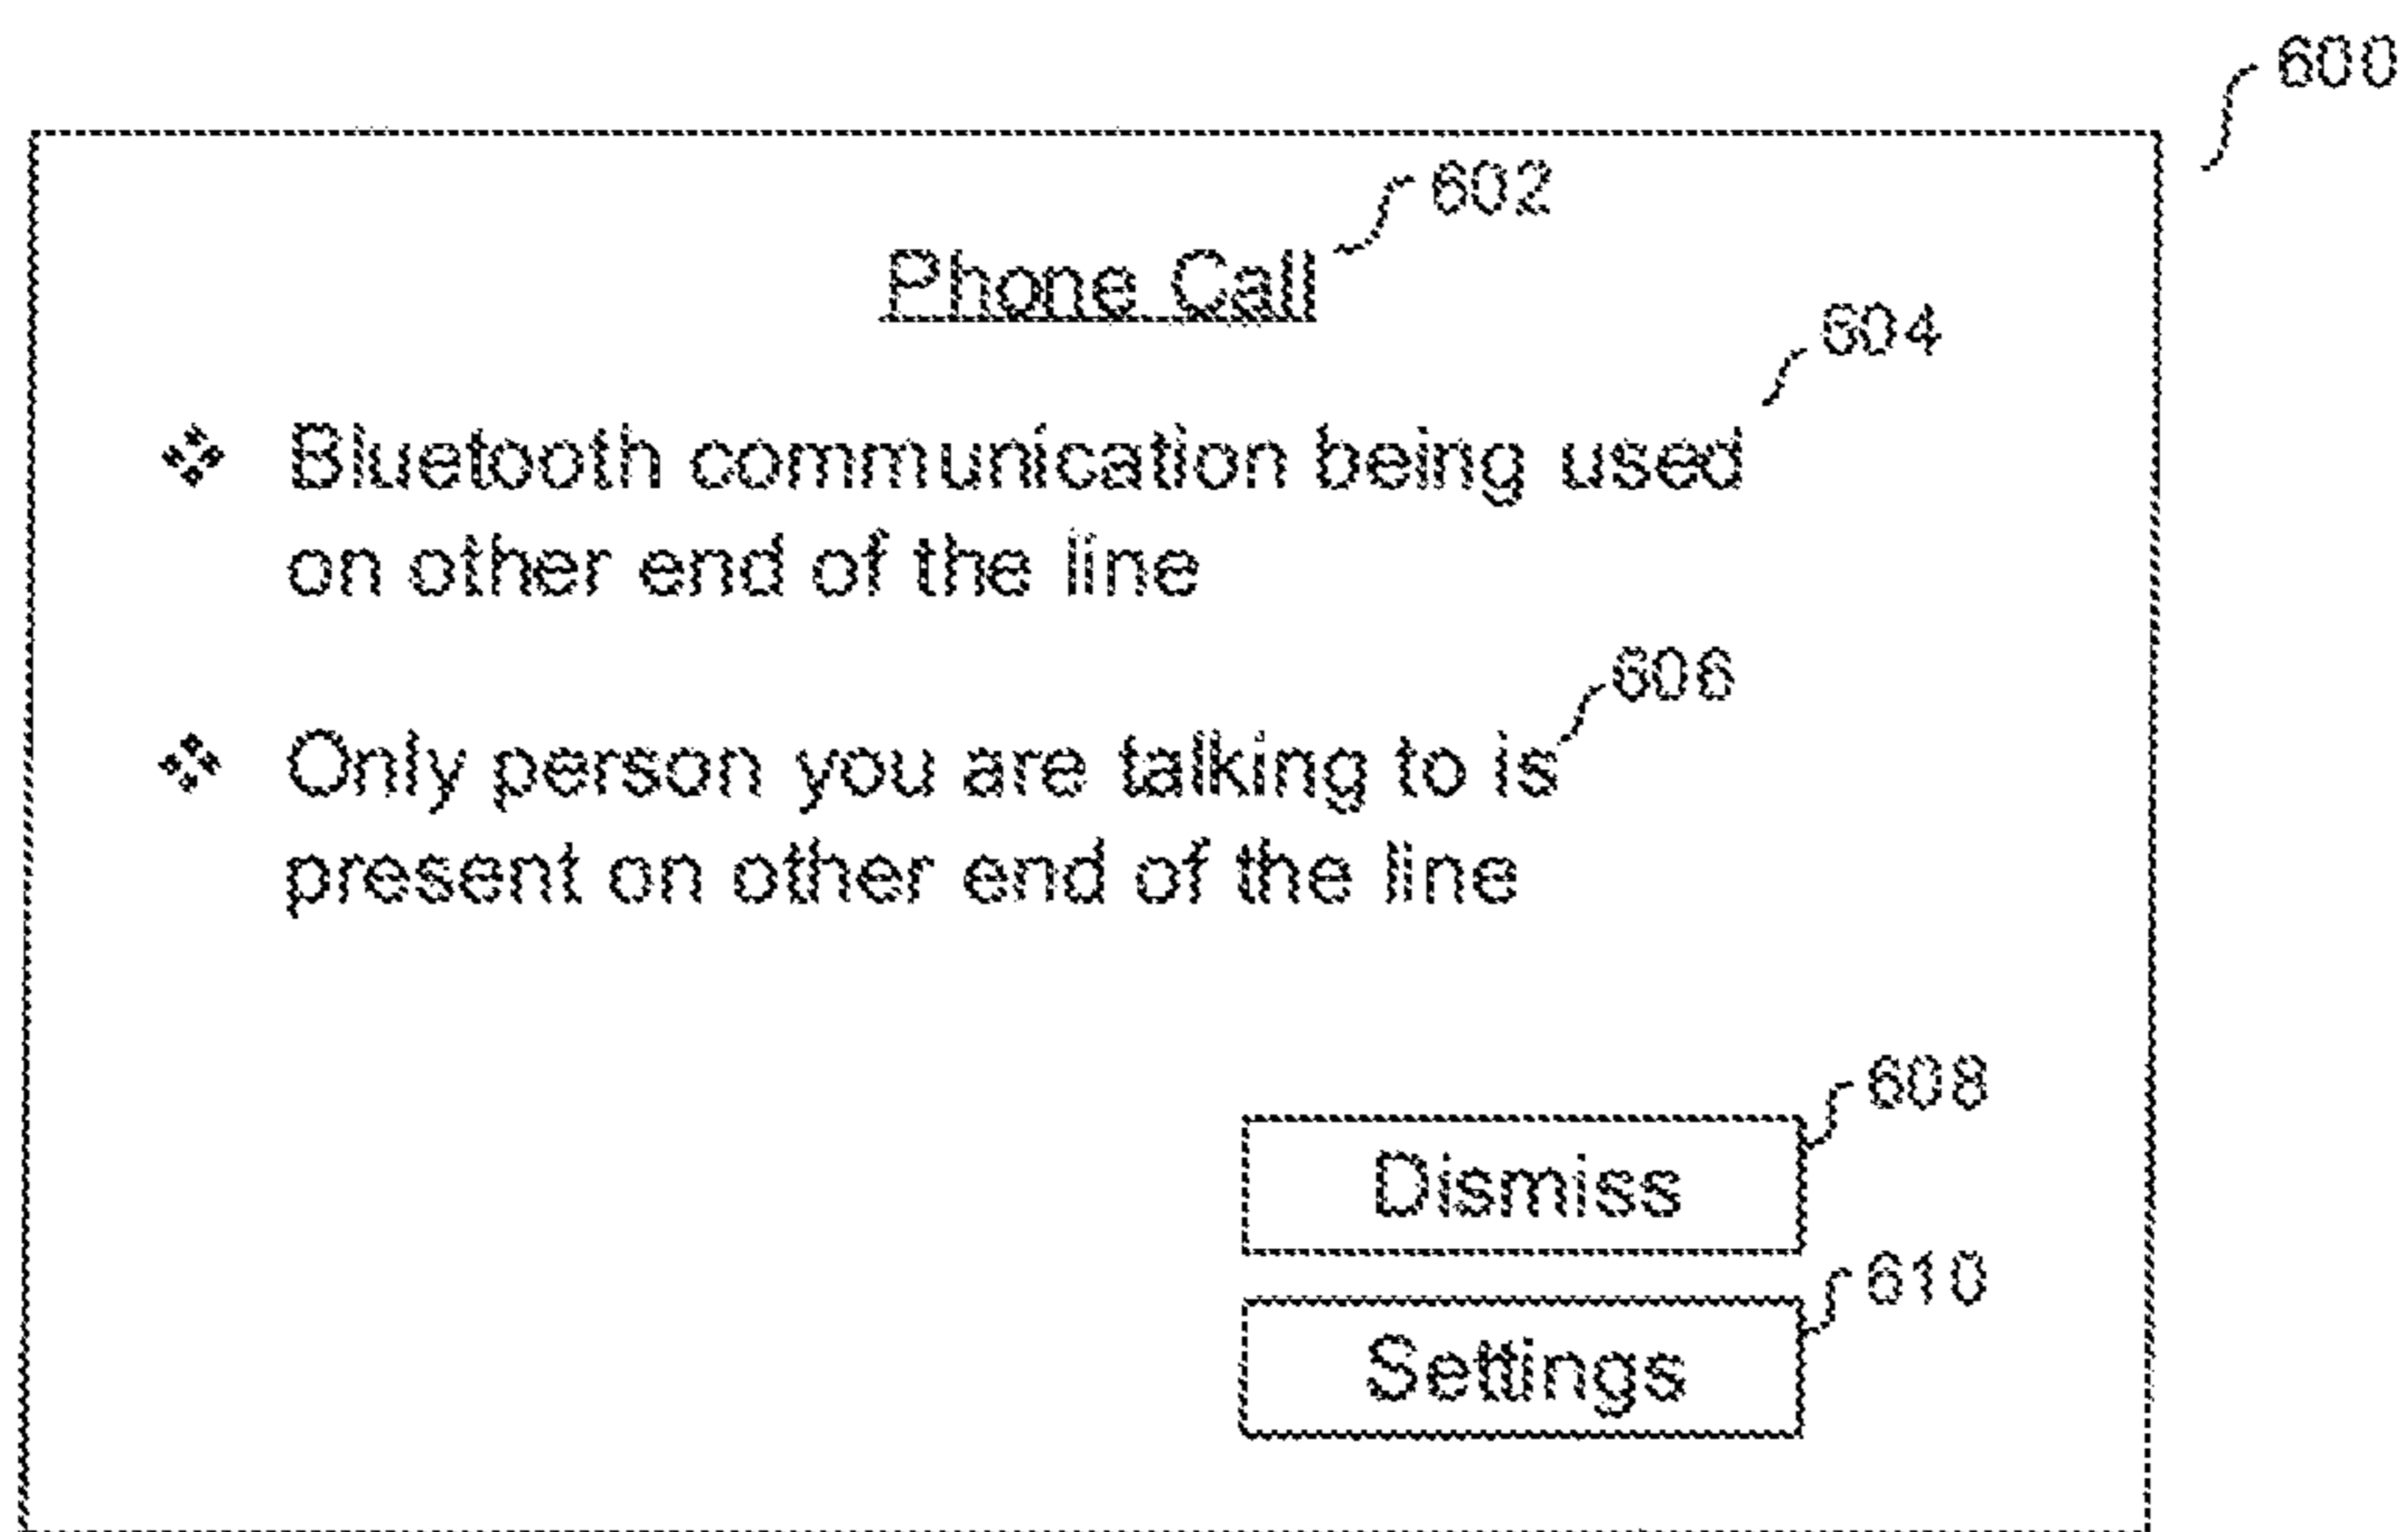 600
602
Phone Call
604
❖ Bluetooth communication being used
on other end of the line
606
❖ Only person you are talking to is
present on other end of the line
608
Dismiss
610
Settings